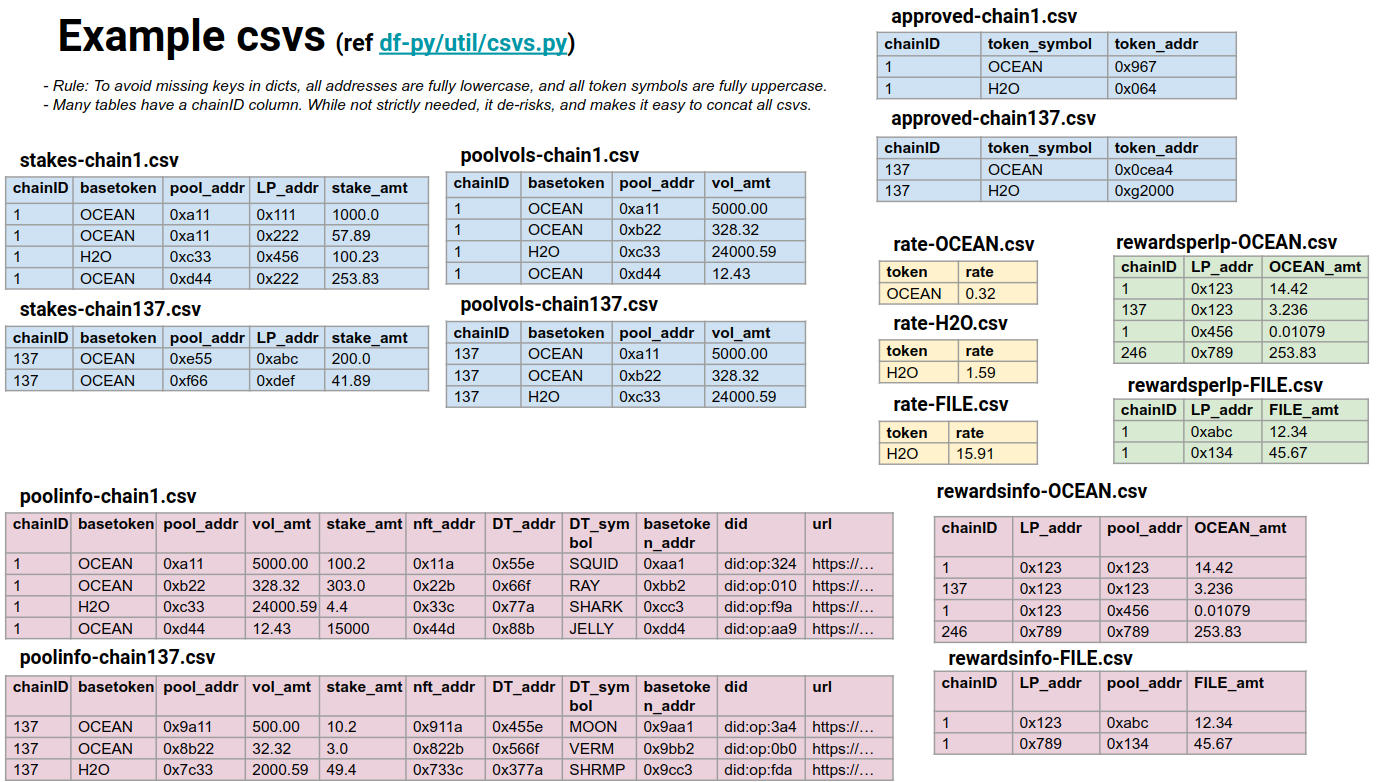 Example csvs (ref df-py/util/csvs.py)
- Rule: To avoid missing keys in dicts, all addresses are fully lowercase, and all token symbols are fully uppercase.
- Many tables have a chainID column. While not strictly needed, it de-risks, and makes it easy to concat all csvs.
stakes-chain1.csv
chainID basetoken pool_addr LP_addr stake_amt
1 OCEAN 0xa11 0x111 1000.0
1 OCEAN 0xa11 0x222 57.89
1 H2O 0xc33 0x456 100.23
1 OCEAN 0xd44 0x222 253.83
stakes-chain137.csv
chainID basetoken pool_addr LP_addr stake_amt
137 OCEAN 0xe55 0xabc 200.0
137 OCEAN 0xf66 0xdef 41.89
poolvols-chain1.csv
chainID basetoken pool_addr vol_amt
1 OCEAN 0xa11 5000.00
1 OCEAN 0xb22 328.32
1 H2O 0xc33 24000.59
1 OCEAN 0xd44 12.43
poolvols-chain137.csv
chainID basetoken pool_addr vol_amt
137 OCEAN 0xa11 5000.00
137 OCEAN 0xb22 328.32
137 H2O 0xc33 24000.59
approved-chain1.csv
chainID token_symbol token_addr
1 OCEAN 0x967
1 H2O 0x064
approved-chain137.csv
chainID token_symbol token_addr
137 OCEAN 0x0cea4
137 H2O 0xg2000
rate-OCEAN.csv
token rate
OCEAN 0.32
rate-H2O.csv
token rate
H2O 1.59
rate-FILE.csv
token rate
H2O 15.91
rewardsperlp-OCEAN.csv
chainID LP_addr OCEAN_amt
1 0x123 14.42
137 0x123 3.236
1 0x456 0.01079
246 0x789 253.83
rewardsperlp-FILE.csv
chainID LP_addr FILE_amt
1 0xabc 12.34
1 0x134 45.67
poolinfo-chain1.csv
chainID basetoken pool_addr vol_amt stake_amt nft_addr DT_addr DT_sym basetoke did url
bol n_addr
1 OCEAN 0xa11 5000.00 100.2 0x11a 0x55e SQUID 0xaa1 did:op:324 https://…
1 OCEAN 0xb22 328.32 303.0 0x22b 0x66f RAY 0xbb2 did:op:010 https://…
1 H2O 0xc33 24000.59 4.4 0x33c 0x77a SHARK 0xcc3 did:op:f9a https://…
1 OCEAN 0xd44 12.43 15000 0x44d 0x88b JELLY 0xdd4 did:op:aa9 https://…
poolinfo-chain137.csv
chainID basetoken pool_addr vol_amt stake_amt nft_addr DT_addr DT_sym basetoke did url
bol n_addr
137 OCEAN 0x9a11 500.00 10.2 0x911a 0x455e MOON 0x9aa1 did:op:3a4 https://…
137 OCEAN 0x8b22 32.32 3.0 0x822b 0x566f VERM 0x9bb2 did:op:0b0 https://…
137 H2O 0x7c33 2000.59 49.4 0x733c 0x377a SHRMP 0x9cc3 did:op:fda https://…
rewardsinfo-OCEAN.csv
chainID LP_addr pool_addr OCEAN_amt
1 0x123 0x123 14.42
137 0x123 0x123 3.236
1 0x123 0x456 0.01079
246 0x789 0x789 253.83
rewardsinfo-FILE.csv
chainID LP_addr pool_addr FILE_amt
1 0x123 0xabc 12.34
1 0x789 0x134 45.67